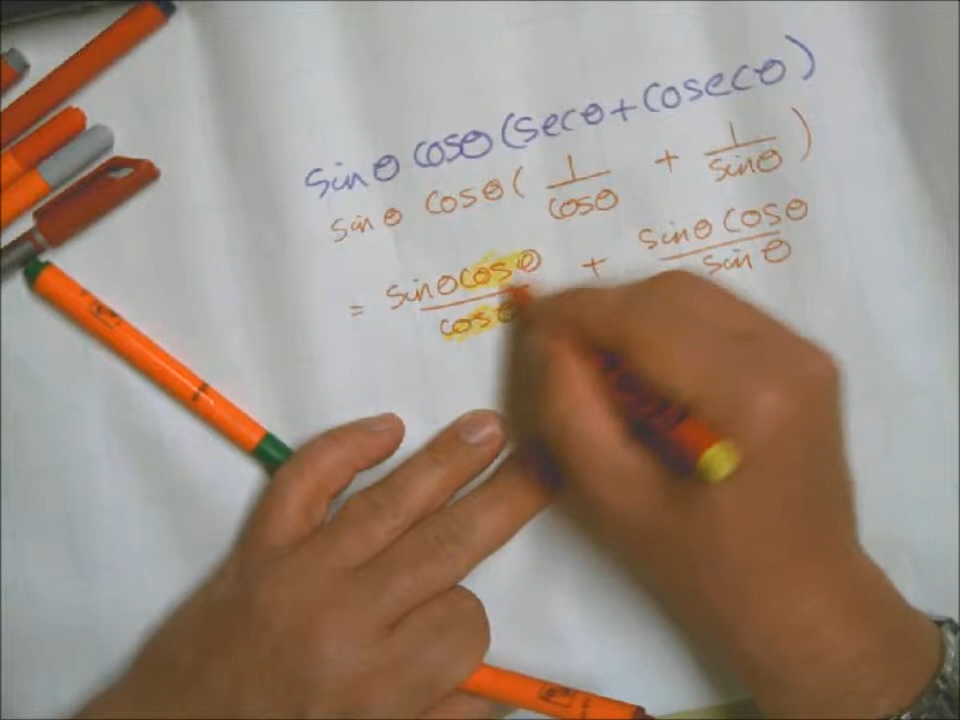 sinθ cosθ (secθ + cosecθ)
sinθ cosθ ( 1/cosθ + 1/sinθ )
= sinθcosθ/cosθ + sinθ cosθ/sinθ